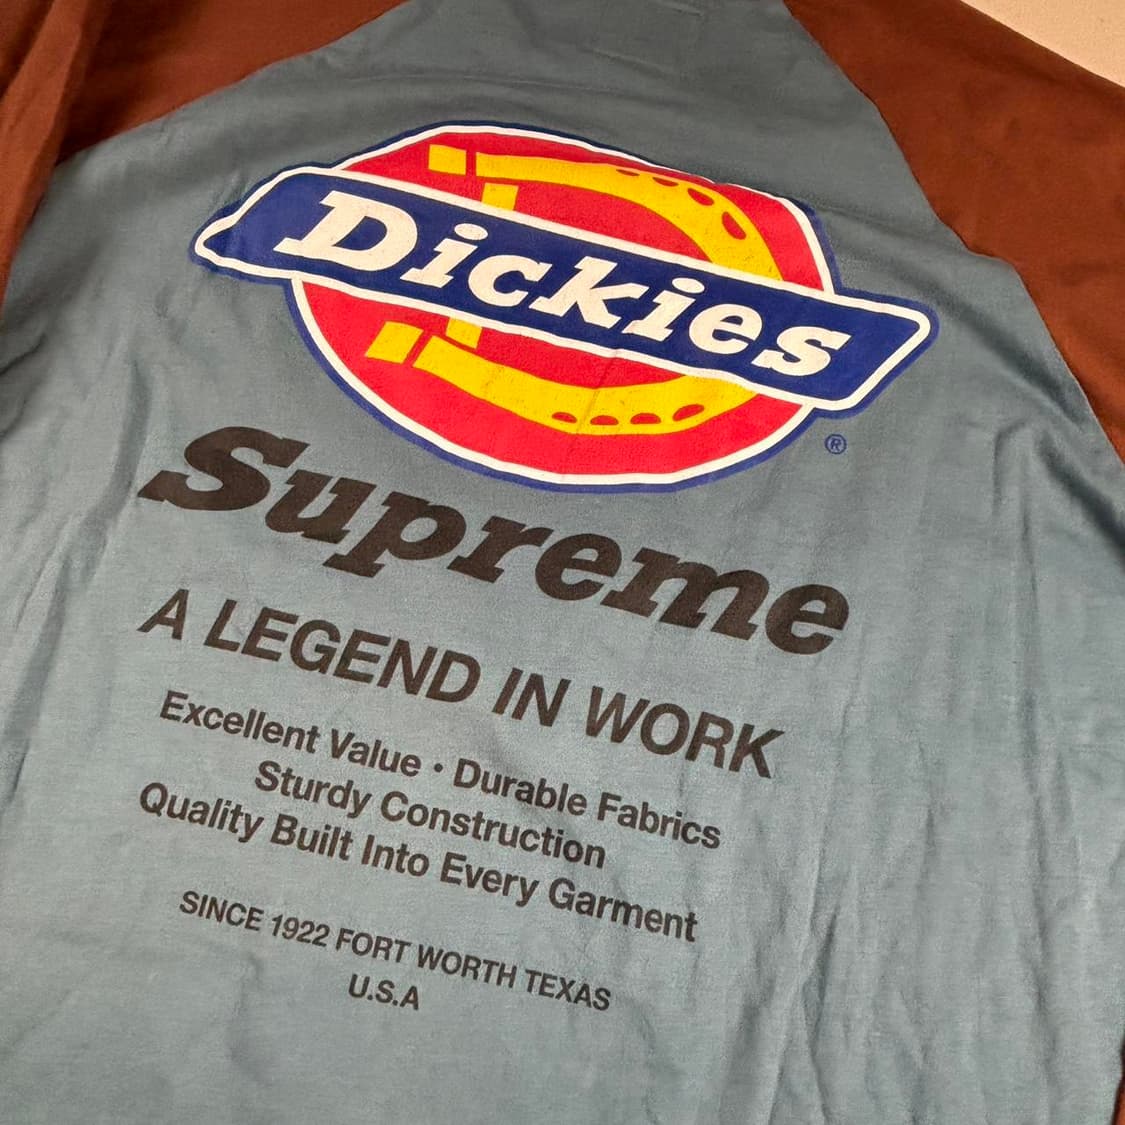 Dickies
®
Supreme
A LEGEND IN WORK
Excellent Value • Durable Fabrics
Sturdy Construction
Quality Built Into Every Garment
SINCE 1922 FORT WORTH TEXAS
U.S.A